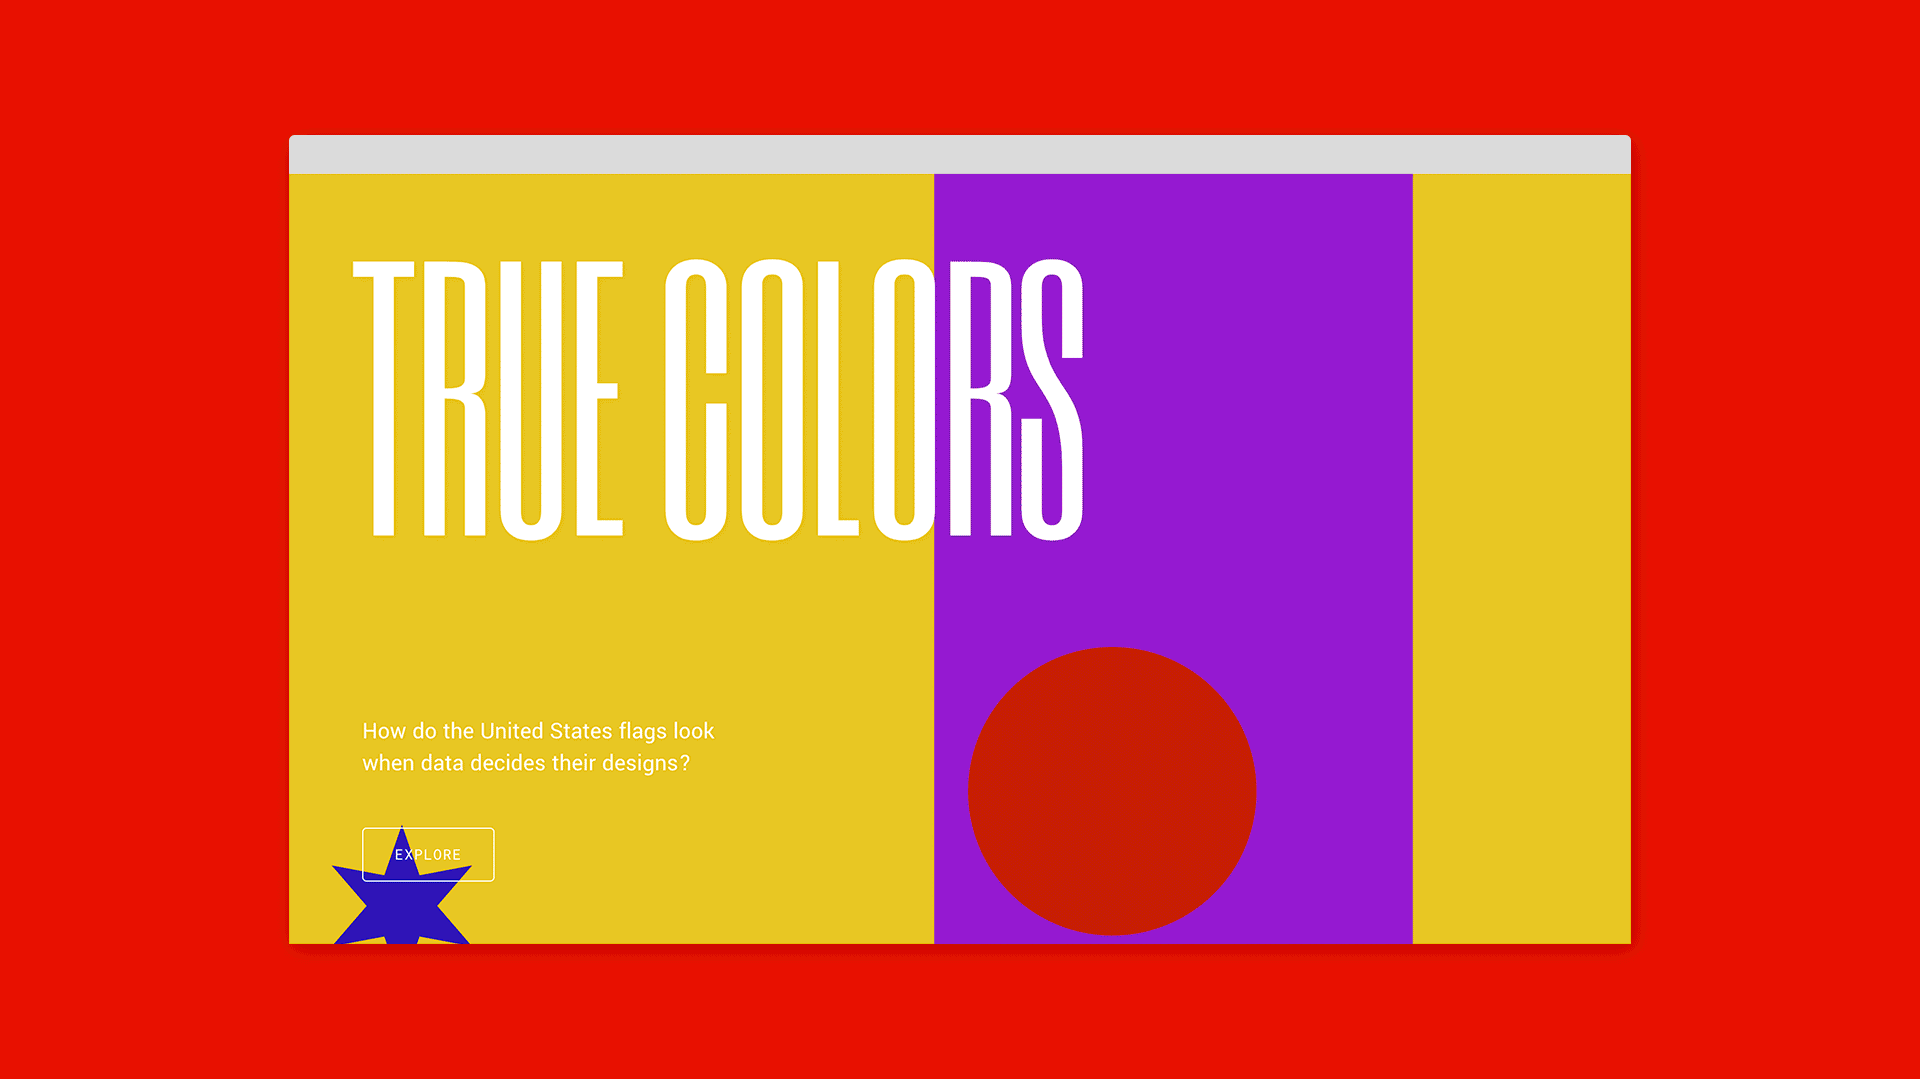 TRUE COLORS
How do the United States flags look
when data decides their designs?
EXPLORE